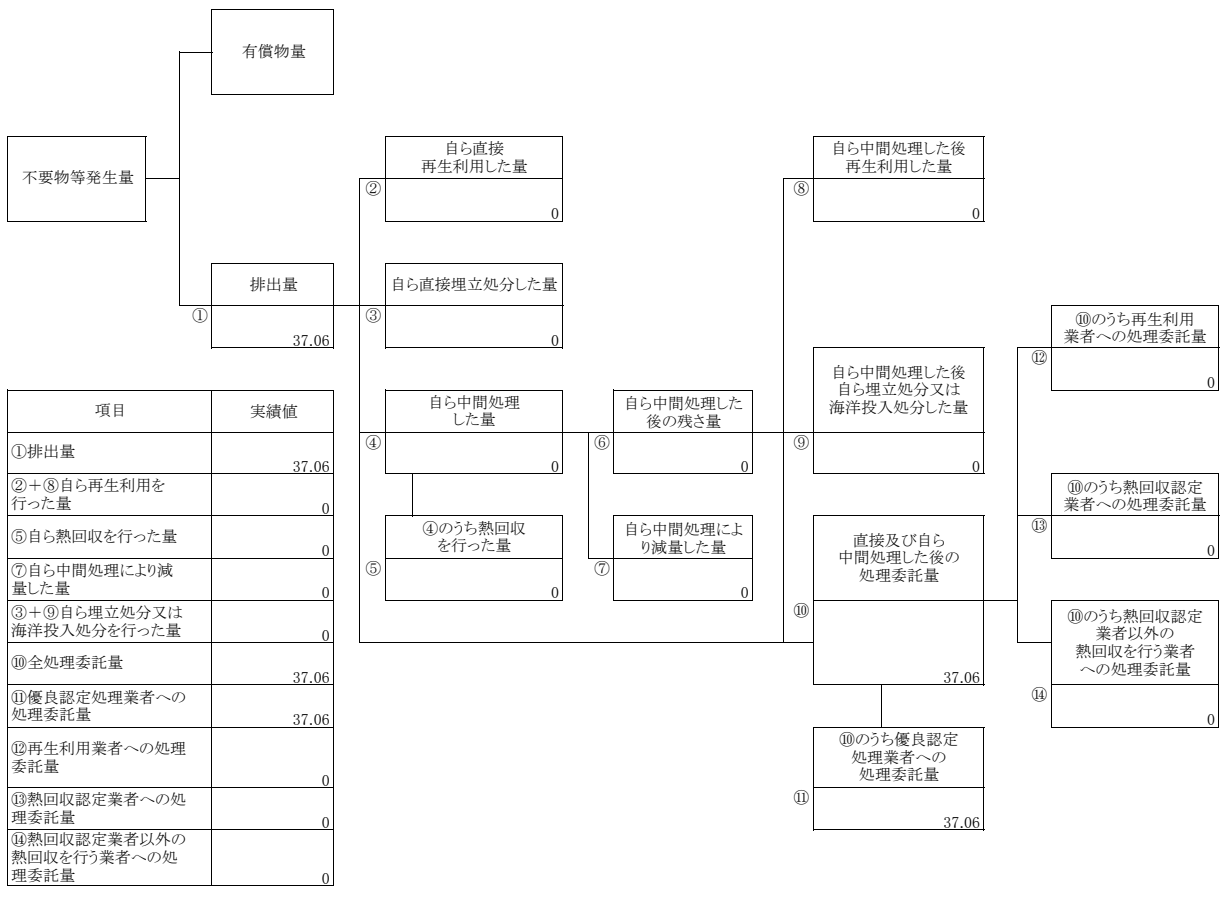 有償物量
不要物等発生量
自ら直接
再生利用した量
②
0
自ら中間処理した後
再生利用した量
⑧
0
排出量
①
37.06
自ら直接埋立処分した量
③
0
⑩のうち再生利用
業者への処理委託量
⑫
0
自ら中間処理
した量
④
0
自ら中間処理した
後の残さ量
⑥
0
自ら中間処理した後
自ら埋立処分又は
海洋投入処分した量
⑨
0
⑩のうち熱回収認定
業者への処理委託量
⑬
0
④のうち熱回収
を行った量
⑤
0
自ら中間処理によ
り減量した量
⑦
0
直接及び自ら
中間処理した後の
処理委託量
⑩
37.06
⑩のうち熱回収認定
業者以外の
熱回収を行う業者
への処理委託量
⑭
0
⑩のうち優良認定
処理業者への
処理委託量
⑪
37.06
項目 実績値
①排出量
37.06
②＋⑧自ら再生利用を
行った量
0
⑤自ら熱回収を行った量
0
⑦自ら中間処理により減
量した量
0
③＋⑨自ら埋立処分又は
海洋投入処分を行った量
0
⑩全処理委託量
37.06
⑪優良認定処理業者への
処理委託量
37.06
⑫再生利用業者への処理
委託量
0
⑬熱回収認定業者への処
理委託量
0
⑭熱回収認定業者以外の
熱回収を行う業者への処
理委託量
0